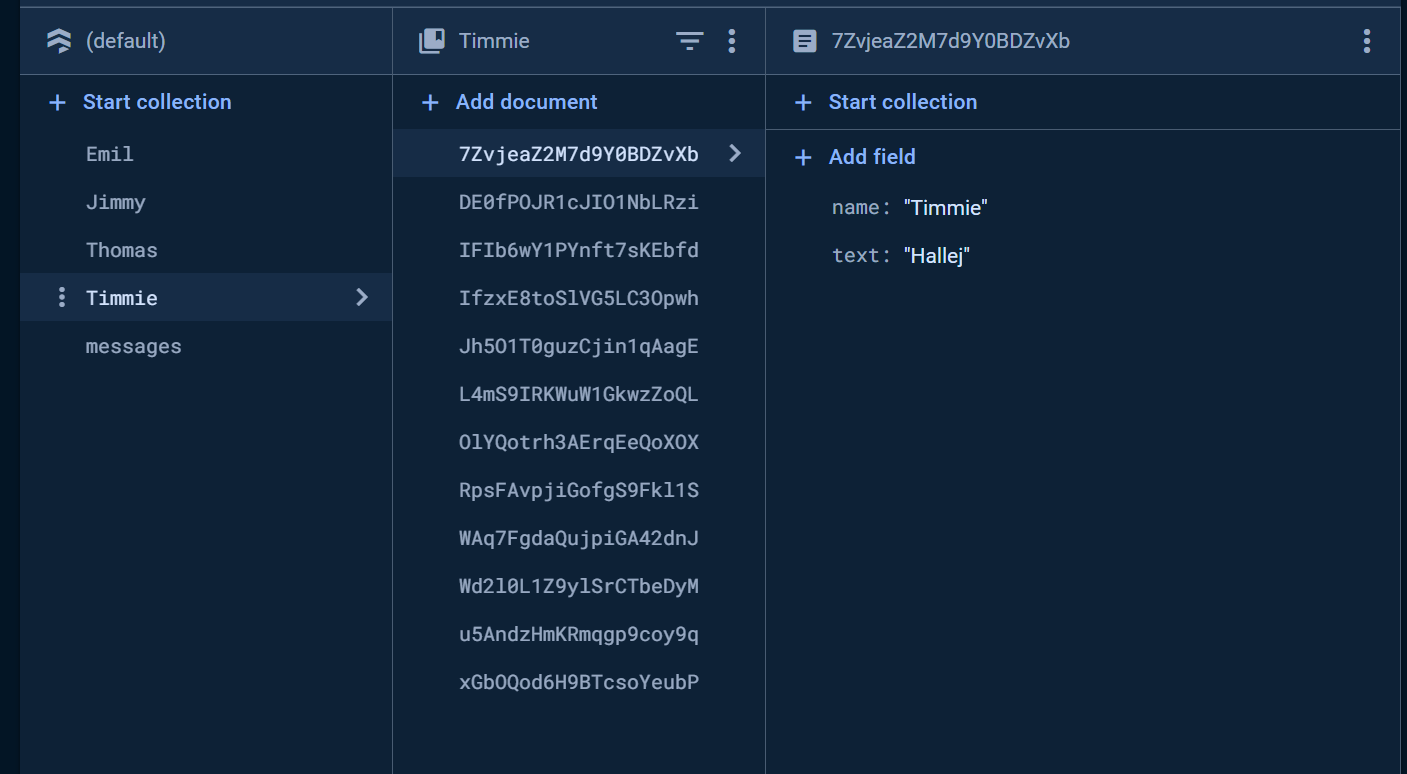 (default)
Start collection
Emil
Jimmy
Thomas
Timmie
messages
Timmie
Add document
7ZvjeaZ2M7d9Y0BDZvXb
DE0fPOJR1cJIO1NbLRzi
IFIb6wY1PYnft7sKEbfd
IfzxE8toSlVG5LC3Opwh
Jh5O1T0guzCjin1qAagE
L4mS9IRKWuW1GkwzZoQL
OlYQotrh3AErqEeQoXOX
RpsFAvpjiGofgS9Fkl1S
WAq7FgdaQujpiGA42dnJ
Wd2l0L1Z9ylSrCTbeDyM
u5AndzHmKRmqgp9coy9q
xGbOQod6H9BTcsoYeubP
7ZvjeaZ2M7d9Y0BDZvXb
Start collection
Add field
name: "Timmie"
text: "Hallej"